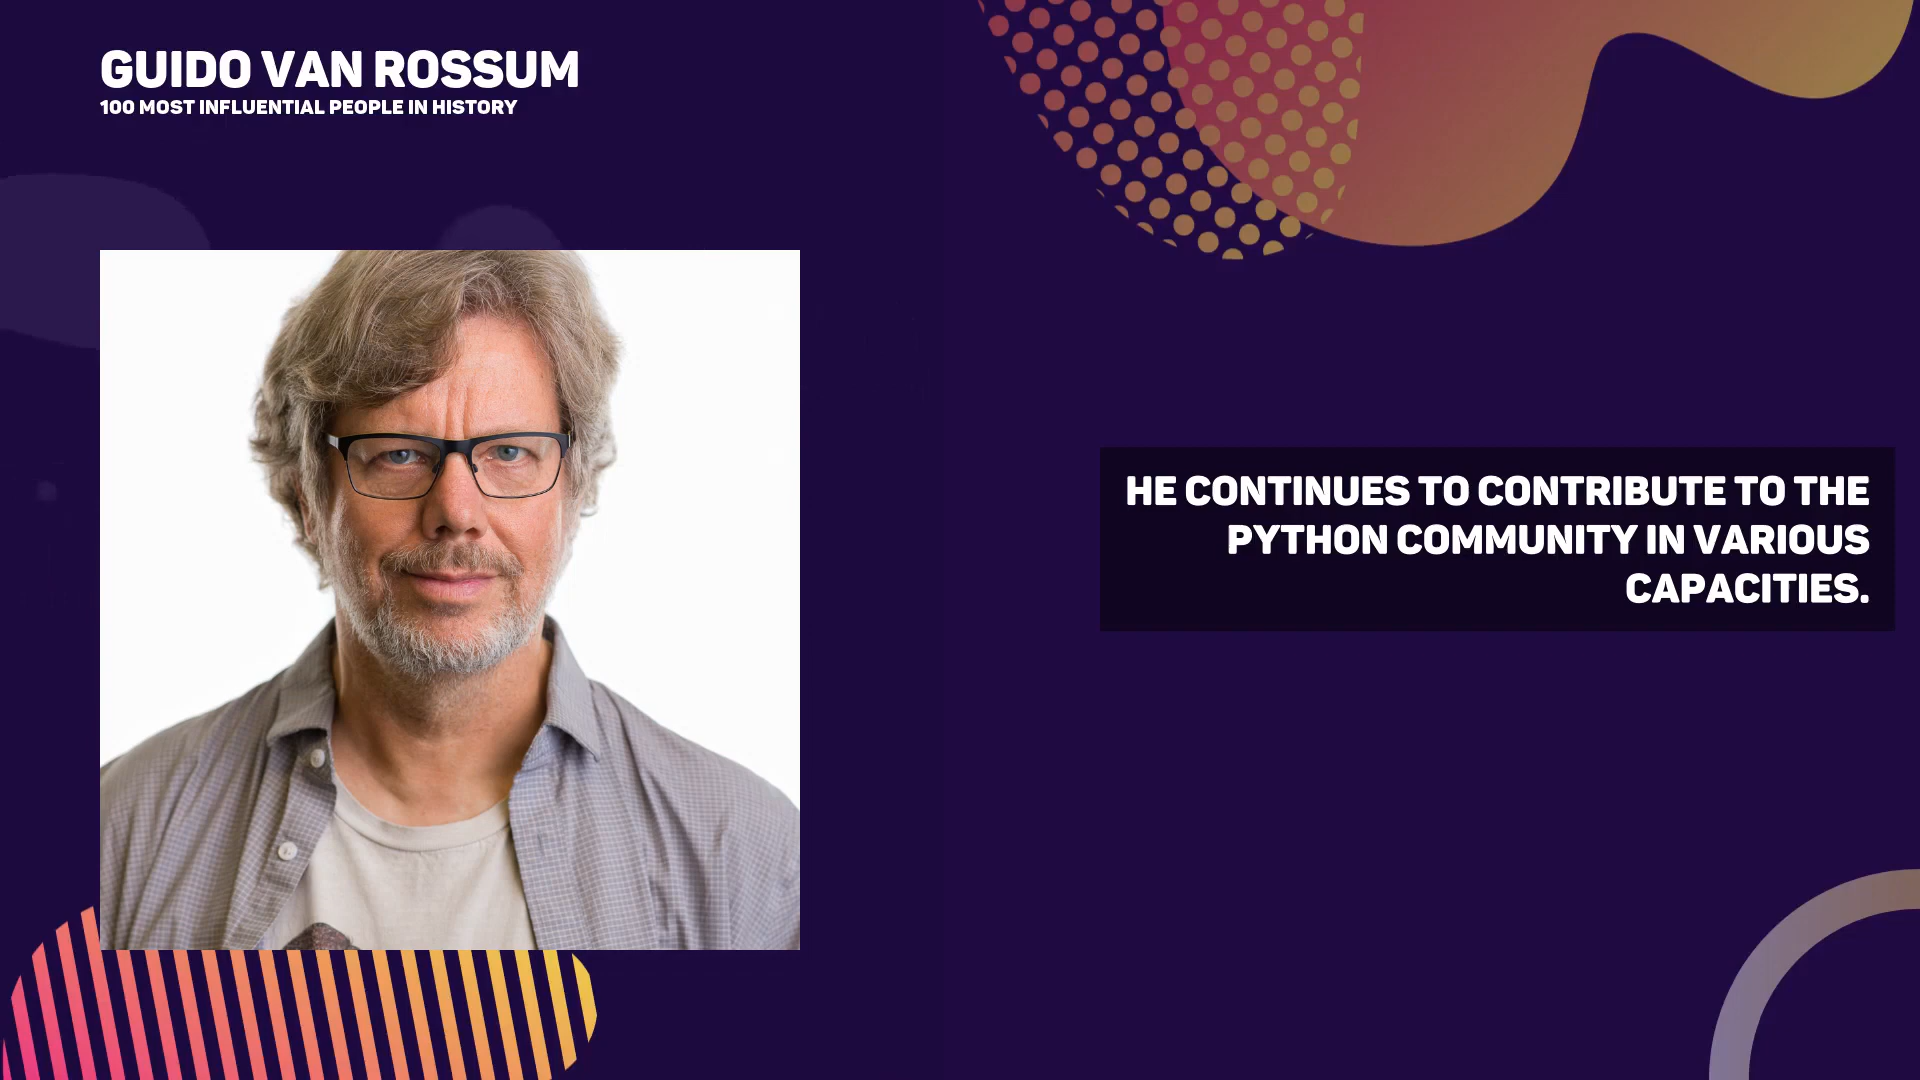 GUIDO VAN ROSSUM
100 MOST INFLUENTIAL PEOPLE IN HISTORY
HE CONTINUES TO CONTRIBUTE TO THE
PYTHON COMMUNITY IN VARIOUS
CAPACITIES.